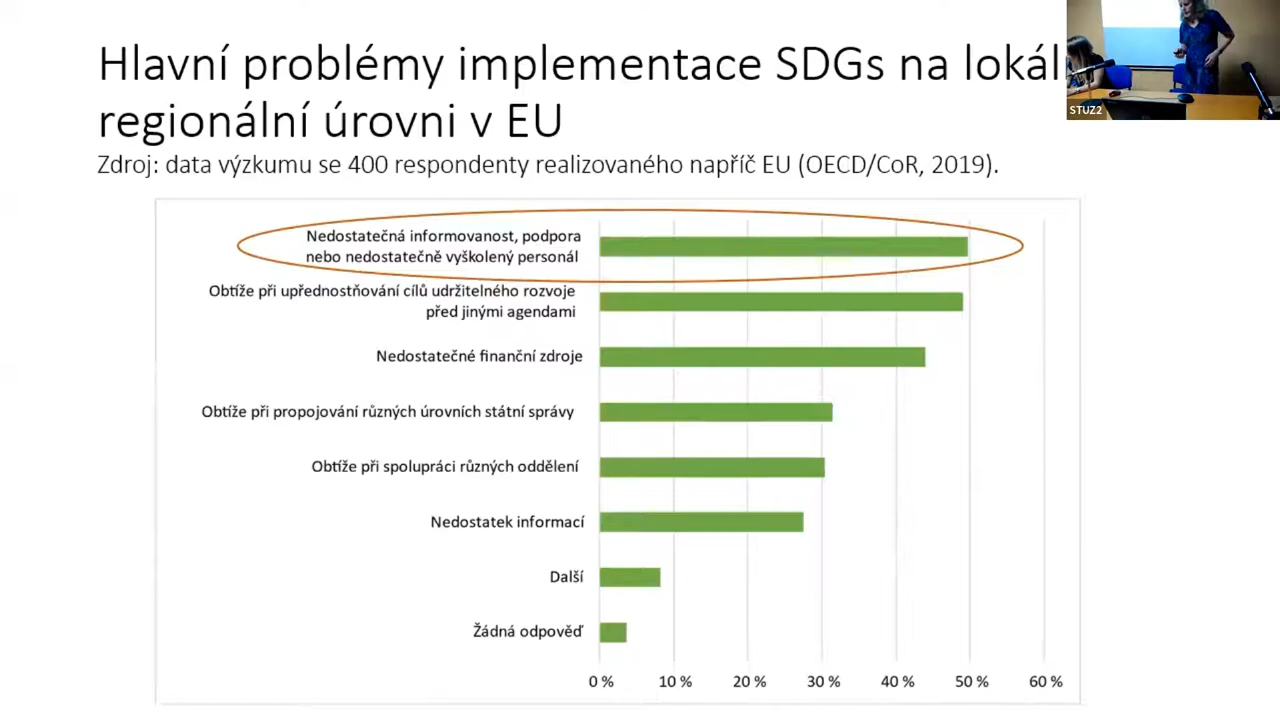 Hlavní problémy implementace SDGs na lokál
regionální úrovni v EU
Zdroj: data výzkumu se 400 respondenty realizovaného napříč EU (OECD/CoR, 2019).
STUZ2
Nedostatečná informovanost, podpora
nebo nedostatečně vyškolený personál
Obtíže při upřednostňování cílů udržitelného rozvoje
před jinými agendami
Nedostatečné finanční zdroje
Obtíže při propojování různých úrovních státní správy
Obtíže při spolupráci různých oddělení
Nedostatek informací
Další
Žádná odpověď
0 % 10 % 20 % 30 % 40 % 50 % 60 %